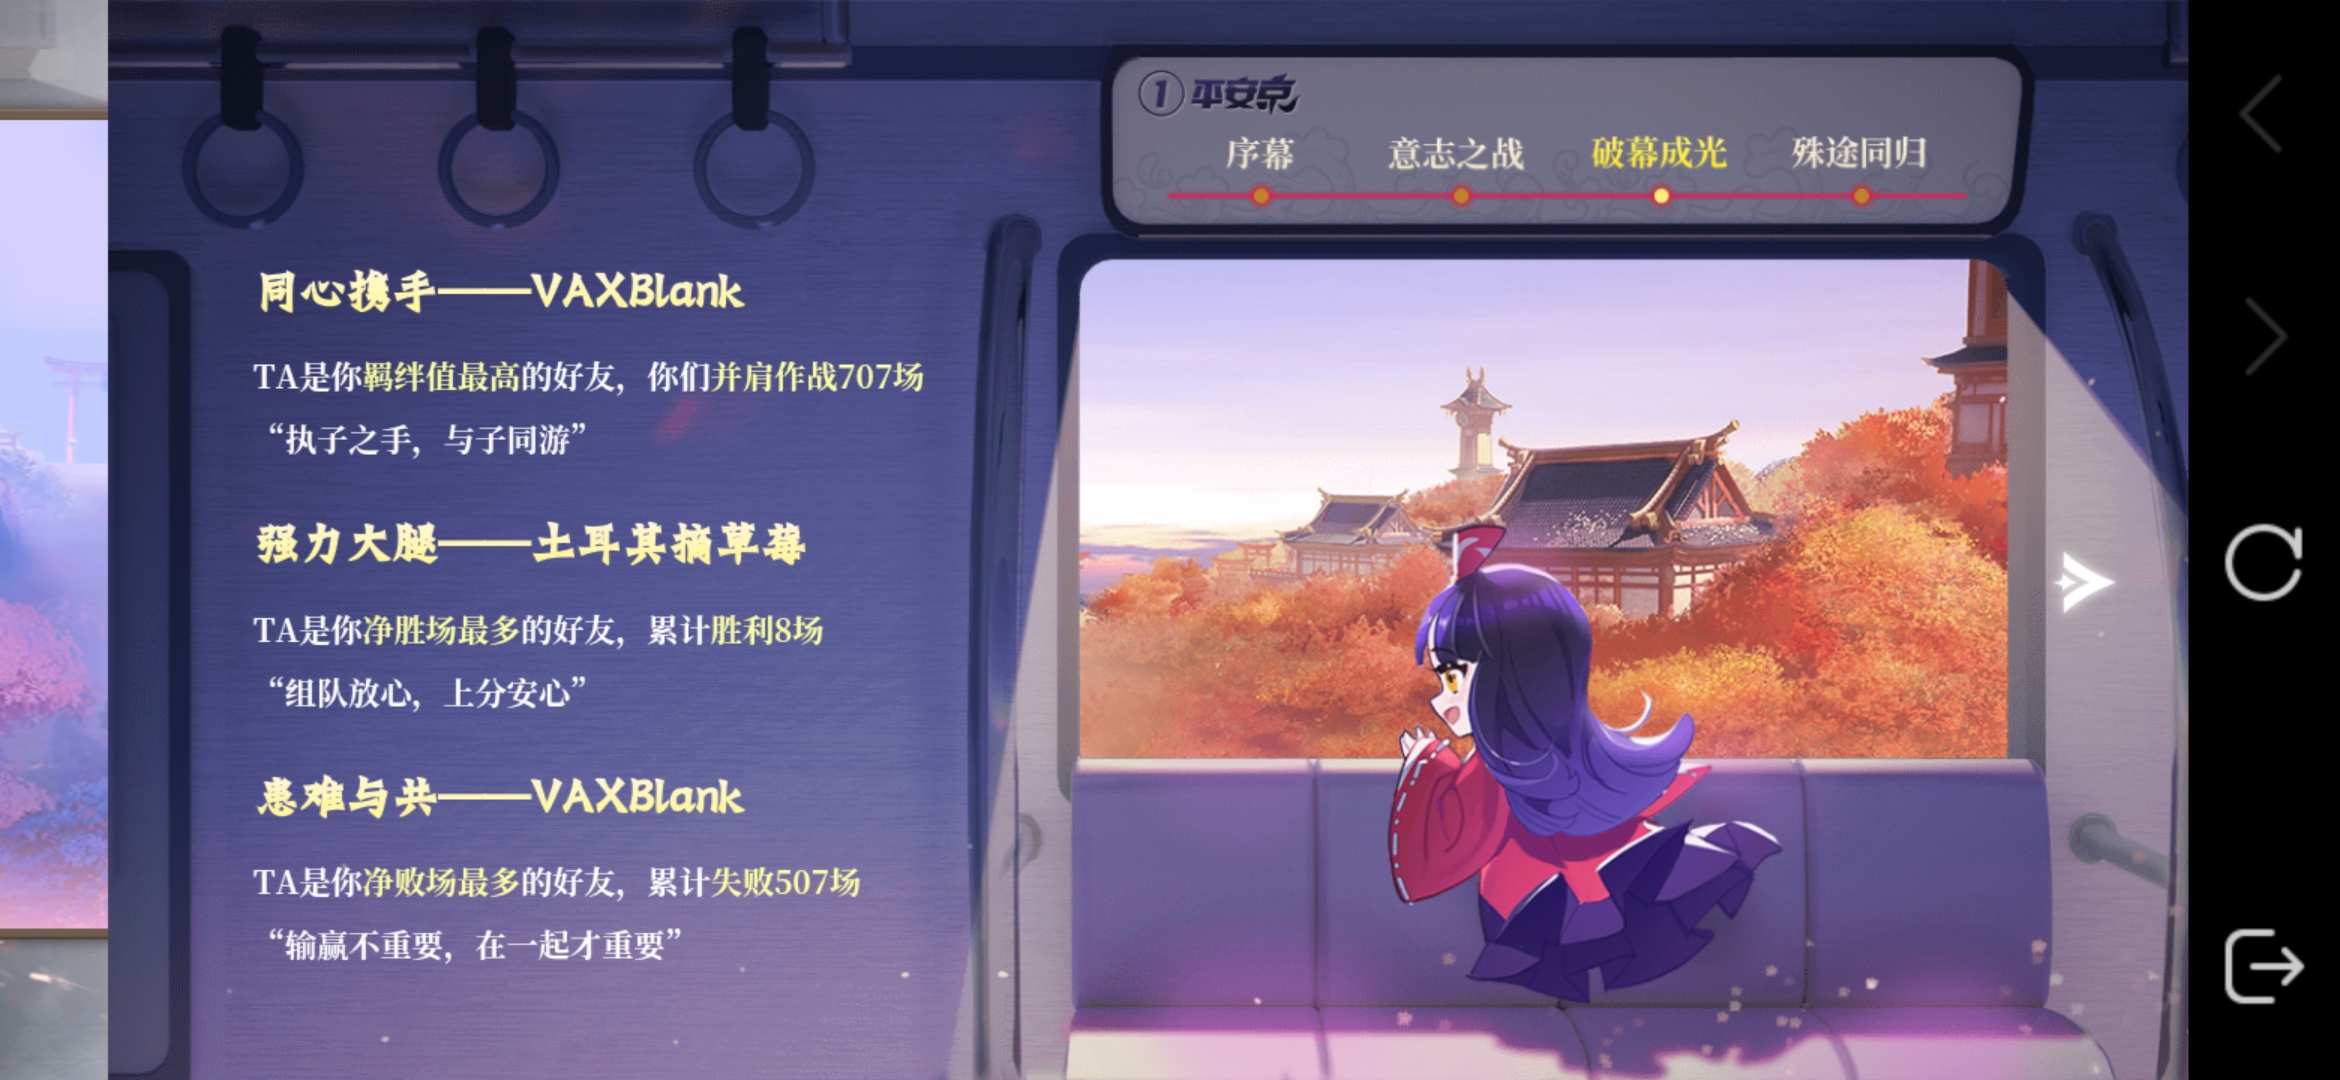 ① 平安京
序幕 意志之战 破幕成光 殊途同归
同心携手——VAXBlank
TA是你羁绊值最高的好友，你们并肩作战707场
“执子之手，与子同游”
强力大腿——土耳其摘草莓
TA是你净胜场最多的好友，累计胜利8场
“组队放心，上分安心”
患难与共——VAXBlank
TA是你净败场最多的好友，累计失败507场
“输赢不重要，在一起才重要”